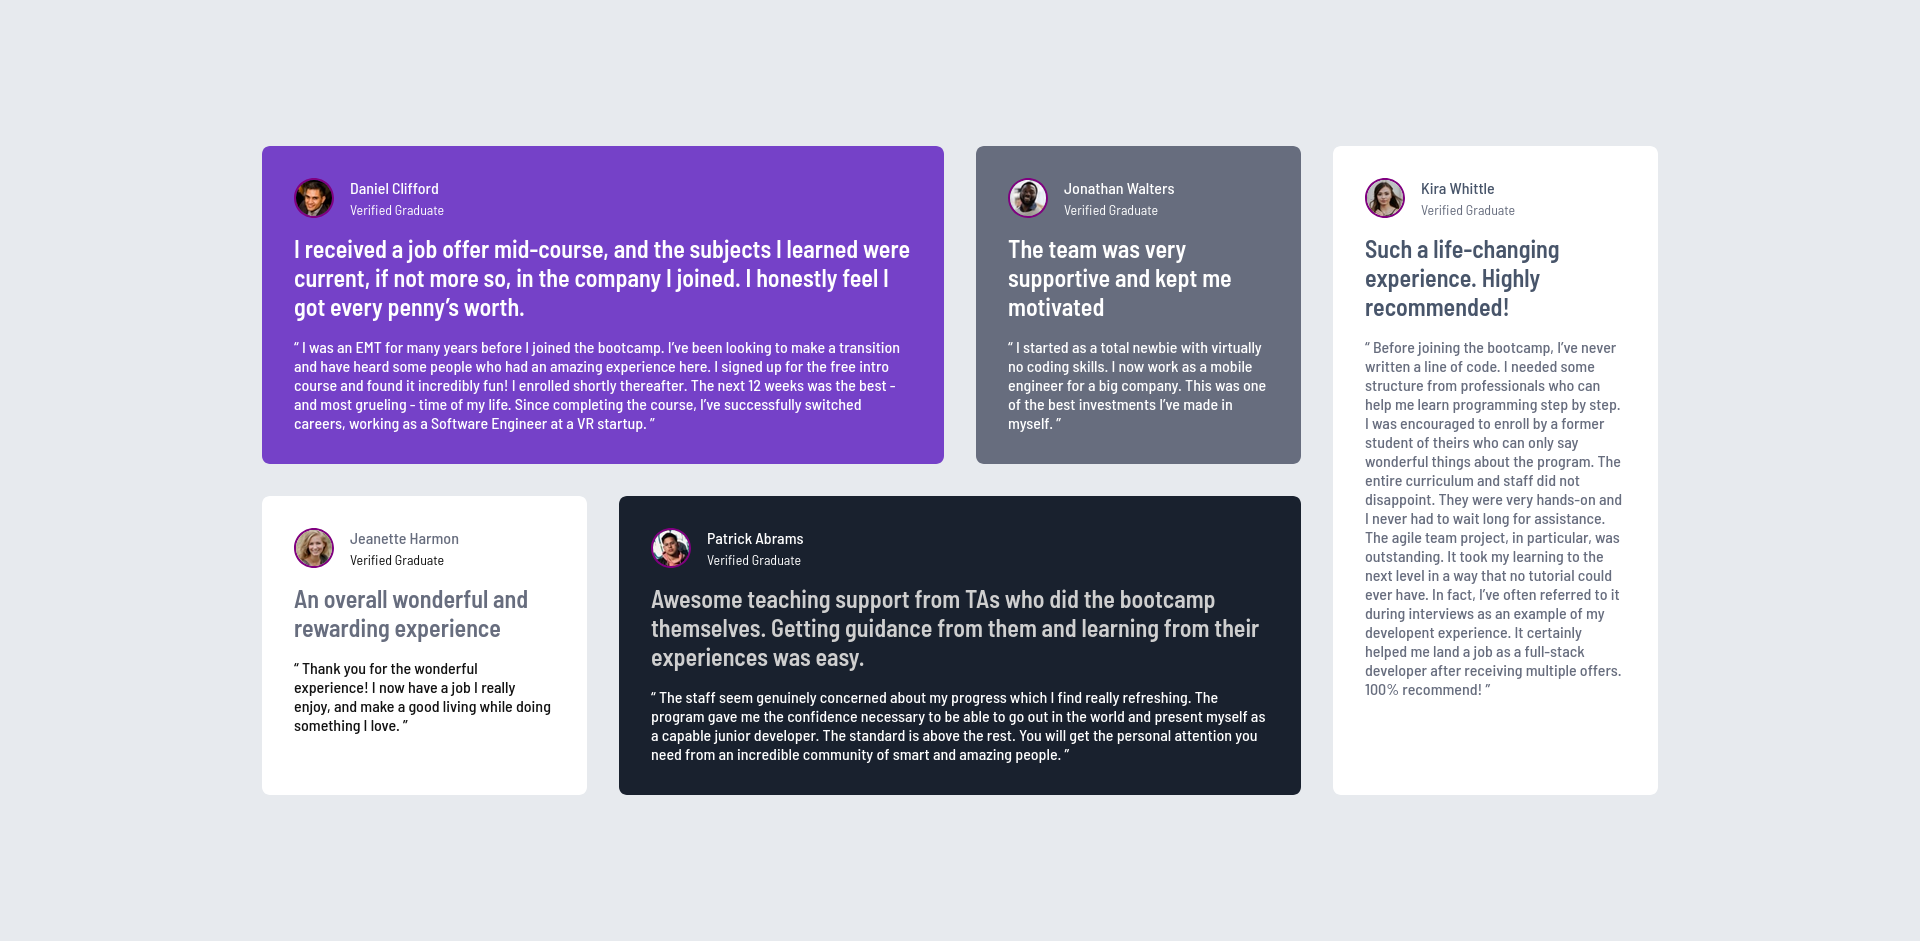 Daniel Clifford
Verified Graduate
I received a job offer mid-course, and the subjects I learned were
current, if not more so, in the company I joined. I honestly feel I
got every penny’s worth.
“ I was an EMT for many years before I joined the bootcamp. I’ve been looking to make a transition
and have heard some people who had an amazing experience here. I signed up for the free intro
course and found it incredibly fun! I enrolled shortly thereafter. The next 12 weeks was the best -
and most grueling - time of my life. Since completing the course, I’ve successfully switched
careers, working as a Software Engineer at a VR startup. ”
Jonathan Walters
Verified Graduate
The team was very
supportive and kept me
motivated
“ I started as a total newbie with virtually
no coding skills. I now work as a mobile
engineer for a big company. This was one
of the best investments I’ve made in
myself. ”
Kira Whittle
Verified Graduate
Such a life-changing
experience. Highly
recommended!
“ Before joining the bootcamp, I’ve never
written a line of code. I needed some
structure from professionals who can
help me learn programming step by step.
I was encouraged to enroll by a former
student of theirs who can only say
wonderful things about the program. The
entire curriculum and staff did not
disappoint. They were very hands-on and
I never had to wait long for assistance.
The agile team project, in particular, was
outstanding. It took my learning to the
next level in a way that no tutorial could
ever have. In fact, I’ve often referred to it
during interviews as an example of my
developent experience. It certainly
helped me land a job as a full-stack
developer after receiving multiple offers.
100% recommend! ”
Jeanette Harmon
Verified Graduate
An overall wonderful and
rewarding experience
“ Thank you for the wonderful
experience! I now have a job I really
enjoy, and make a good living while doing
something I love. ”
Patrick Abrams
Verified Graduate
Awesome teaching support from TAs who did the bootcamp
themselves. Getting guidance from them and learning from their
experiences was easy.
“ The staff seem genuinely concerned about my progress which I find really refreshing. The
program gave me the confidence necessary to be able to go out in the world and present myself as
a capable junior developer. The standard is above the rest. You will get the personal attention you
need from an incredible community of smart and amazing people. ”